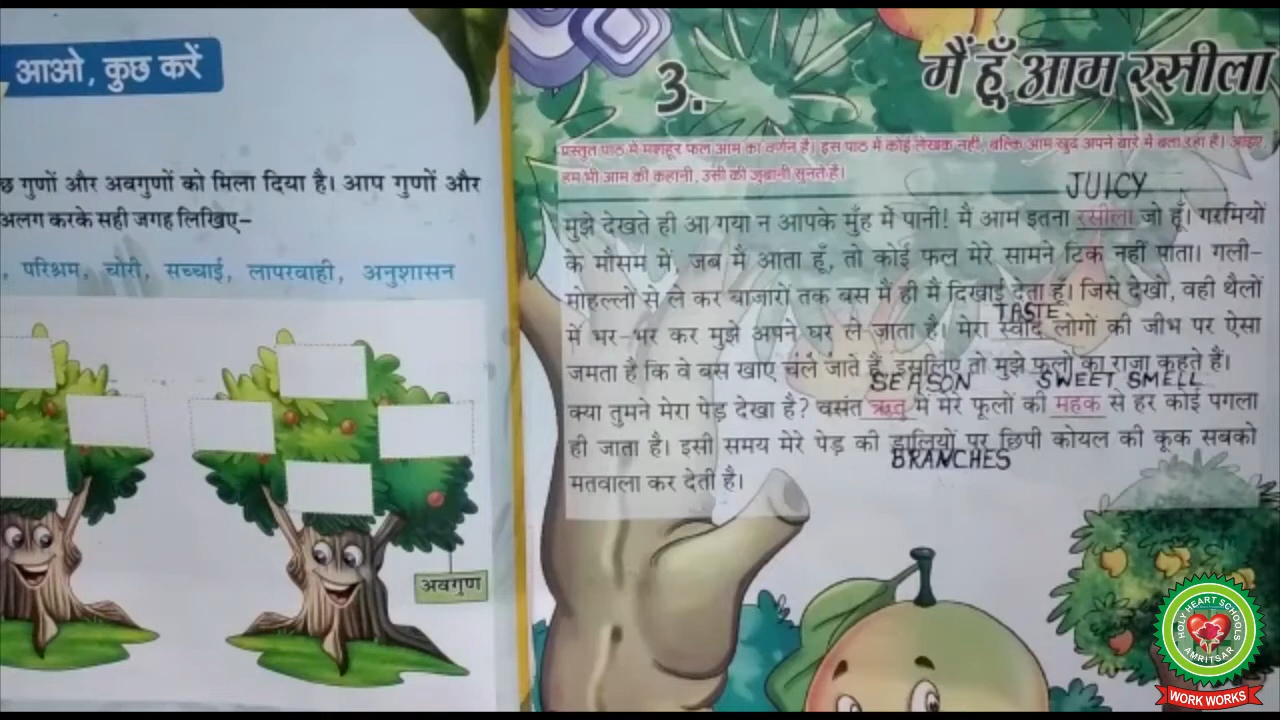 आओ, कुछ करें
छ गुणों और अवगुणों को मिला दिया है। आप गुणों और
अलग करके सही जगह लिखिए–
, परिश्रम, चोरी, सच्चाई, लापरवाही, अनुशासन
अवगुण
3.
मैं हूँ आम रसीला
प्रस्तुत पाठ में मशहूर फल आम का वर्णन है। इस पाठ में कोई लेखक नहीं, बल्कि आम खुद अपने बारे में बता रहा है। आइए,
हम भी आम की कहानी, उसी की ज़ुबानी सुनते हैं।
JUICY
मुझे देखते ही आ गया न आपके मुँह में पानी! मैं आम इतना रसीला जो हूँ। गरमियों
के मौसम में, जब मैं आता हूँ, तो कोई फल मेरे सामने टिक नहीं पाता। गली-
मोहल्लों से ले कर बाजारों तक बस मैं ही मैं दिखाई देता हूँ। जिसे देखो, वही थैलों
TASTE
में भर-भर कर मुझे अपने घर ले जाता है। मेरा स्वाद लोगों की जीभ पर ऐसा
जमता है कि वे बस खाए चले जाते हैं, इसलिए तो मुझे फलों का राजा कहते हैं।
SEASON SWEET SMELL
क्या तुमने मेरा पेड़ देखा है? वसंत ऋतु में मेरे फूलों की महक से हर कोई पगला
ही जाता है। इसी समय मेरे पेड़ की डालियों पर छिपी कोयल की कूक सबको
BRANCHES
मतवाला कर देती है।
HOLY HEART SCHOOLS
AMRITSAR
WORK WORKS